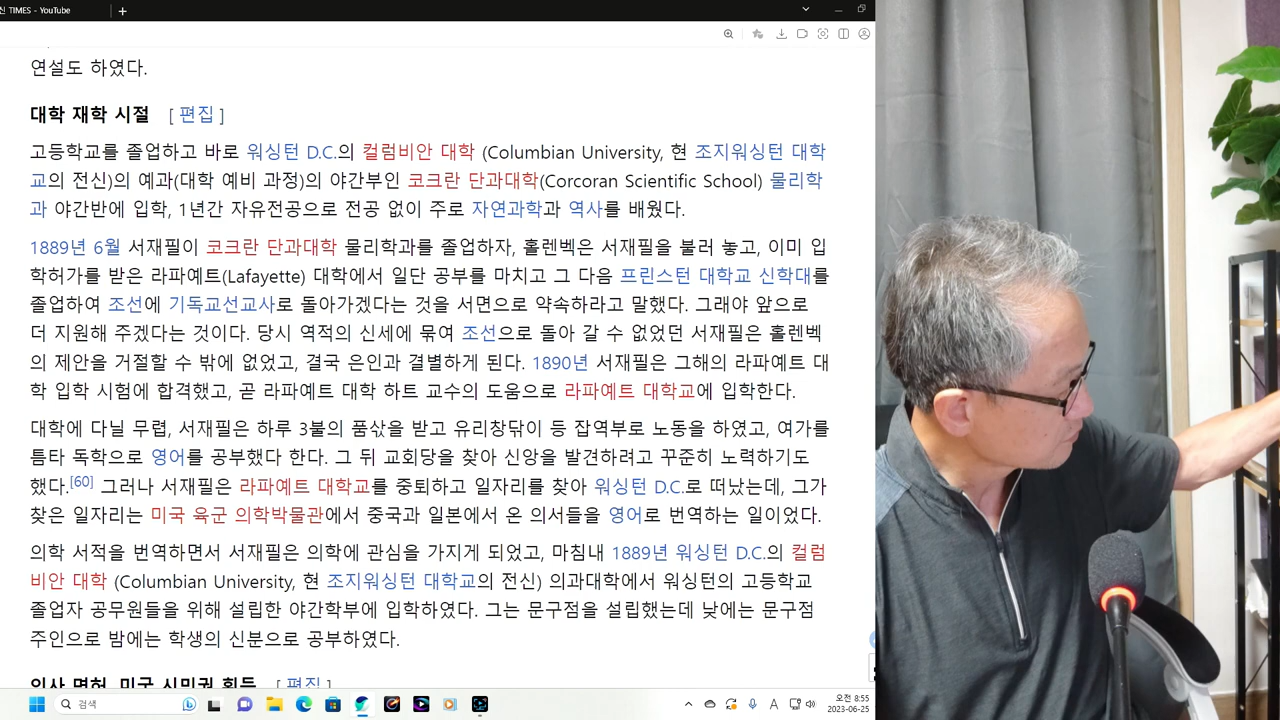 TIMES - YouTube
연설도 하였다.
대학 재학 시절 [ 편집 ]
고등학교를 졸업하고 바로 워싱턴 D.C.의 컬럼비안 대학 (Columbian University, 현 조지워싱턴 대학
교의 전신)의 예과(대학 예비 과정)의 야간부인 코크란 단과대학(Corcoran Scientific School) 물리학
과 야간반에 입학, 1년간 자유전공으로 전공 없이 주로 자연과학과 역사를 배웠다.
1889년 6월 서재필이 코크란 단과대학 물리학과를 졸업하자, 홀렌벡은 서재필을 불러 놓고, 이미 입
학허가를 받은 라파예트(Lafayette) 대학에서 일단 공부를 마치고 그 다음 프린스턴 대학교 신학대를
졸업하여 조선에 기독교선교사로 돌아가겠다는 것을 서면으로 약속하라고 말했다. 그래야 앞으로
더 지원해 주겠다는 것이다. 당시 역적의 신세에 묶여 조선으로 돌아 갈 수 없었던 서재필은 홀렌벡
의 제안을 거절할 수 밖에 없었고, 결국 은인과 결별하게 된다. 1890년 서재필은 그해의 라파예트 대
학 입학 시험에 합격했고, 곧 라파예트 대학 하트 교수의 도움으로 라파예트 대학교에 입학한다.
대학에 다닐 무렵, 서재필은 하루 3불의 품삯을 받고 유리창닦이 등 잡역부로 노동을 하였고, 여가를
틈타 독학으로 영어를 공부했다 한다. 그 뒤 교회당을 찾아 신앙을 발견하려고 꾸준히 노력하기도
했다.[60] 그러나 서재필은 라파예트 대학교를 중퇴하고 일자리를 찾아 워싱턴 D.C.로 떠났는데, 그가
찾은 일자리는 미국 육군 의학박물관에서 중국과 일본에서 온 의서들을 영어로 번역하는 일이었다.
의학 서적을 번역하면서 서재필은 의학에 관심을 가지게 되었고, 마침내 1889년 워싱턴 D.C.의 컬럼
비안 대학 (Columbian University, 현 조지워싱턴 대학교의 전신) 의과대학에서 워싱턴의 고등학교
졸업자 공무원들을 위해 설립한 야간학부에 입학하였다. 그는 문구점을 설립했는데 낮에는 문구점
주인으로 밤에는 학생의 신분으로 공부하였다.
의사 면허, 미국 시민권 획득 [ 편집 ]
검색
A
오전 8:55
2023-06-25